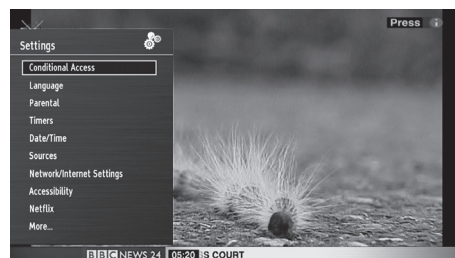 Press i
Settings
Conditional Access
Language
Parental
Timers
Date/Time
Sources
Network/Internet Settings
Accessibility
Netflix
More...
BBC NEWS 24 05:20 S COURT